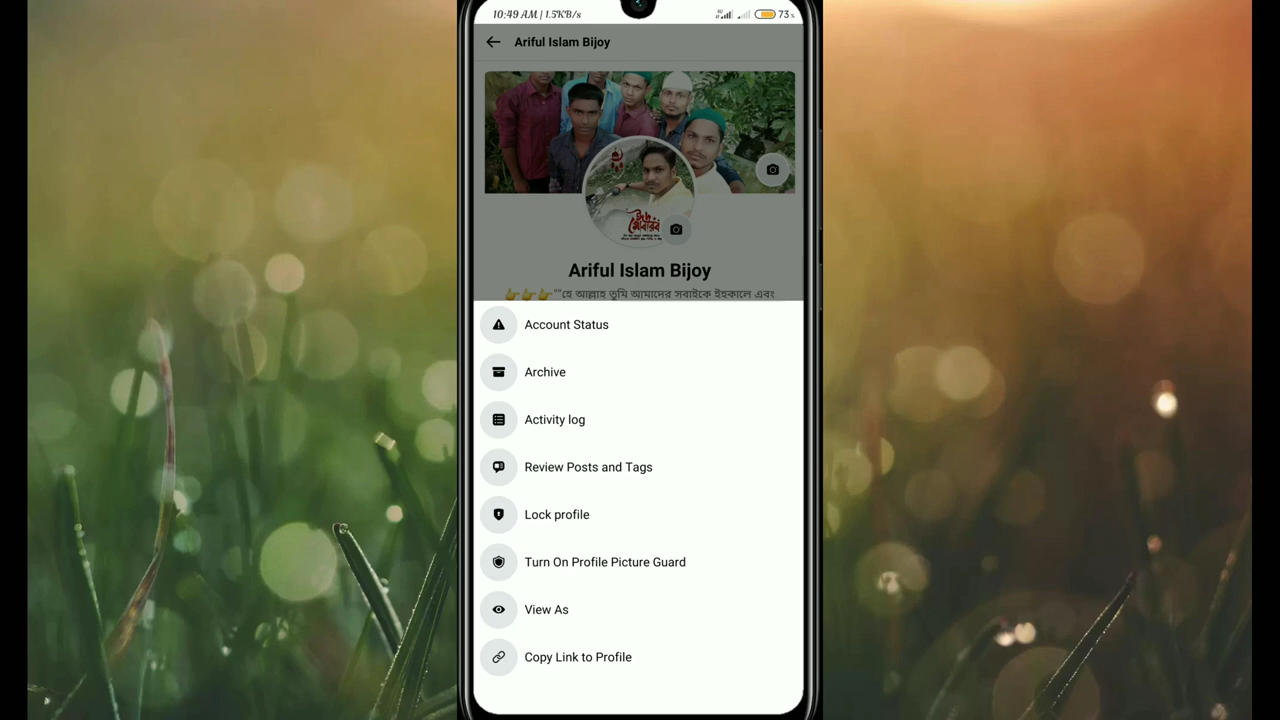 10:49 AM | 1.5KB/s
73%
Ariful Islam Bijoy
ঈদ মোবারক
Ariful Islam Bijoy
👉👉👉""হে আল্লাহ তুমি আমাদের সবাইকে ইহকালে এবং
Account Status
Archive
Activity log
Review Posts and Tags
Lock profile
Turn On Profile Picture Guard
View As
Copy Link to Profile